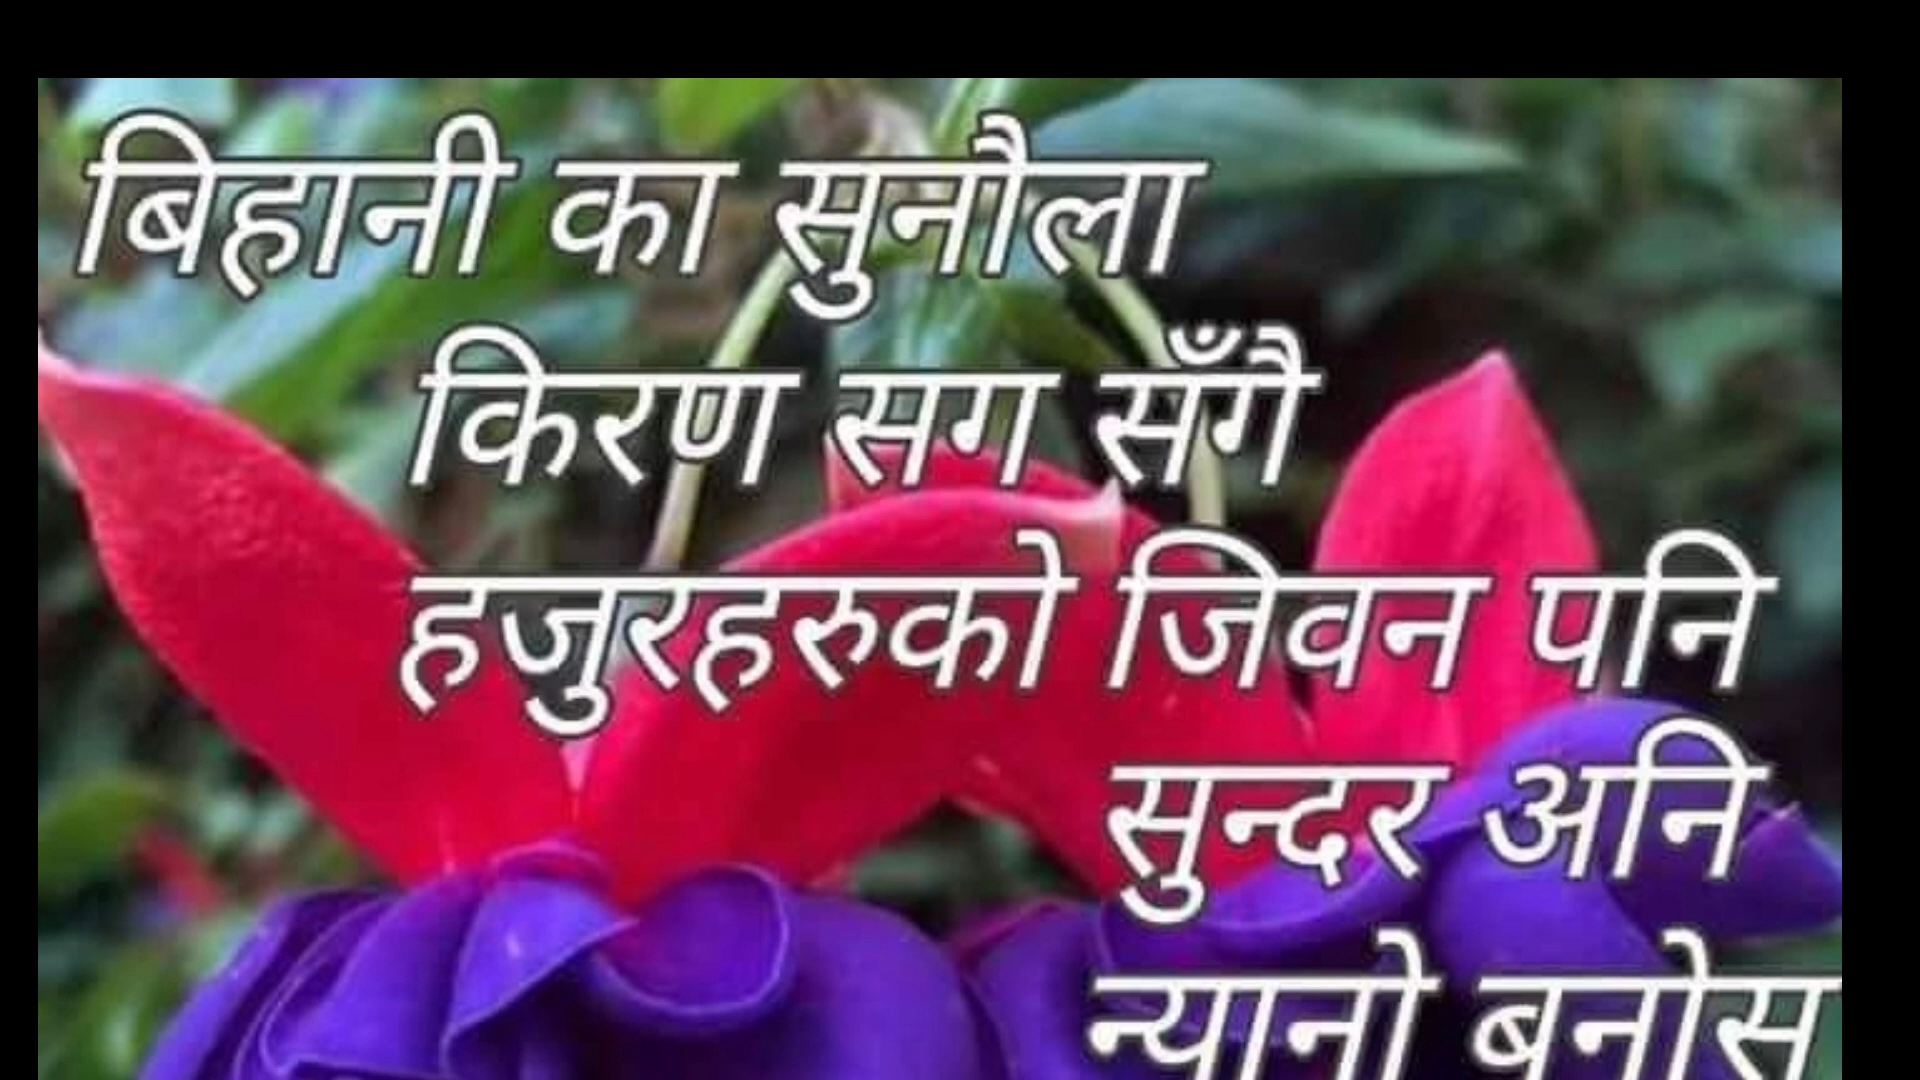 बिहानी का सुनौला
किरण सग सँगै
हजुरहरुको जिवन पनि
सुन्दर अनि
न्यानो बनोस